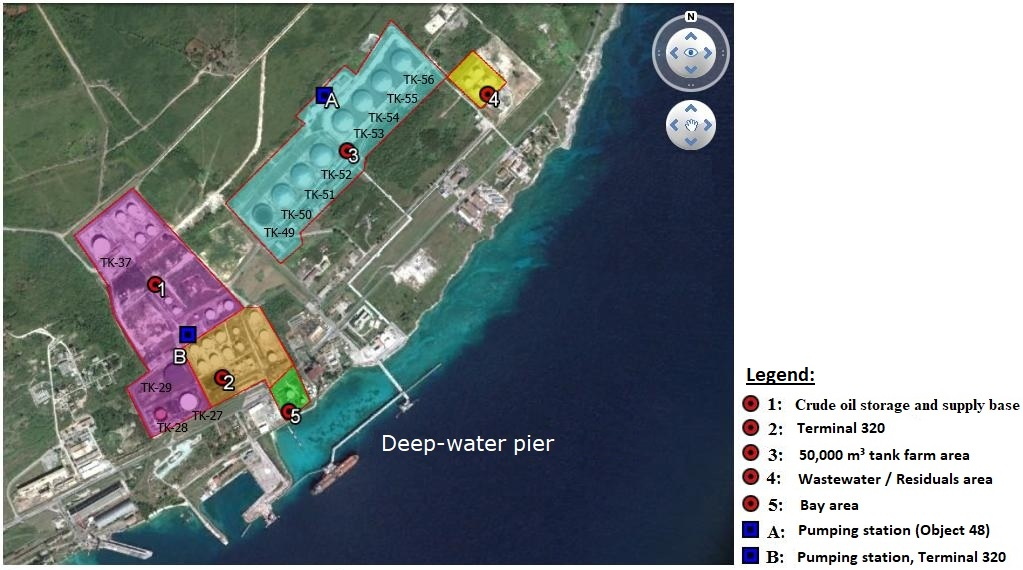 N
TK-56
TK-55
TK-54
TK-53
TK-52
TK-51
TK-50
TK-49
A
3
4
TK-37
1
B
2
5
TK-29
TK-27
TK-28
Deep-water pier
Legend:
1: Crude oil storage and supply base
2: Terminal 320
3: 50,000 m³ tank farm area
4: Wastewater / Residuals area
5: Bay area
A: Pumping station (Object 48)
B: Pumping station, Terminal 320